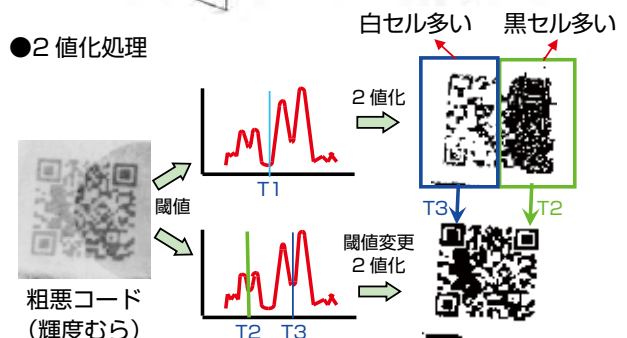 ●2 値化処理
白セル多い 黒セル多い
2 値化
T1
閾値
T3 T2
閾値変更
2 値化
T2 T3
粗悪コード
（輝度むら）